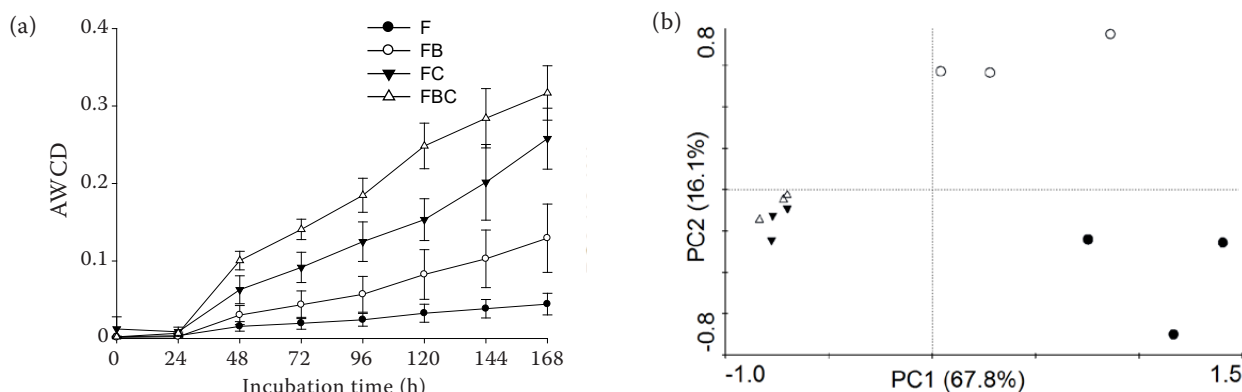 (a)
0.4
0.3
0.2
0.1
0
AWCD
F
FB
FC
FBC
0 24 48 72 96 120 144 168
Incubation time (h)
(b)
0.8
-0.8
PC2 (16.1%)
-1.0 1.5
PC1 (67.8%)